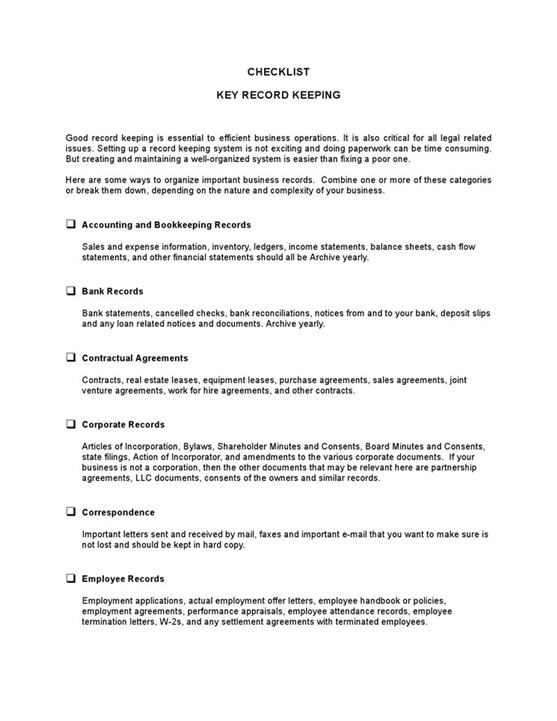 CHECKLIST
KEY RECORD KEEPING
Good record keeping is essential to efficient business operations. It is also critical for all legal related
issues. Setting up a record keeping system is not exciting and doing paperwork can be time consuming.
But creating and maintaining a well-organized system is easier than fixing a poor one.
Here are some ways to organize important business records. Combine one or more of these categories
or break them down, depending on the nature and complexity of your business.
❑ Accounting and Bookkeeping Records
Sales and expense information, inventory, ledgers, income statements, balance sheets, cash flow
statements, and other financial statements should all be Archive yearly.
❑ Bank Records
Bank statements, cancelled checks, bank reconciliations, notices from and to your bank, deposit slips
and any loan related notices and documents. Archive yearly.
❑ Contractual Agreements
Contracts, real estate leases, equipment leases, purchase agreements, sales agreements, joint
venture agreements, work for hire agreements, and other contracts.
❑ Corporate Records
Articles of Incorporation, Bylaws, Shareholder Minutes and Consents, Board Minutes and Consents,
state filings, Action of Incorporator, and amendments to the various corporate documents. If your
business is not a corporation, then the other documents that may be relevant here are partnership
agreements, LLC documents, consents of the owners and similar records.
❑ Correspondence
Important letters sent and received by mail, faxes and important e-mail that you want to make sure is
not lost and should be kept in hard copy.
❑ Employee Records
Employment applications, actual employment offer letters, employee handbook or policies,
employment agreements, performance appraisals, employee attendance records, employee
termination letters, W-2s, and any settlement agreements with terminated employees.